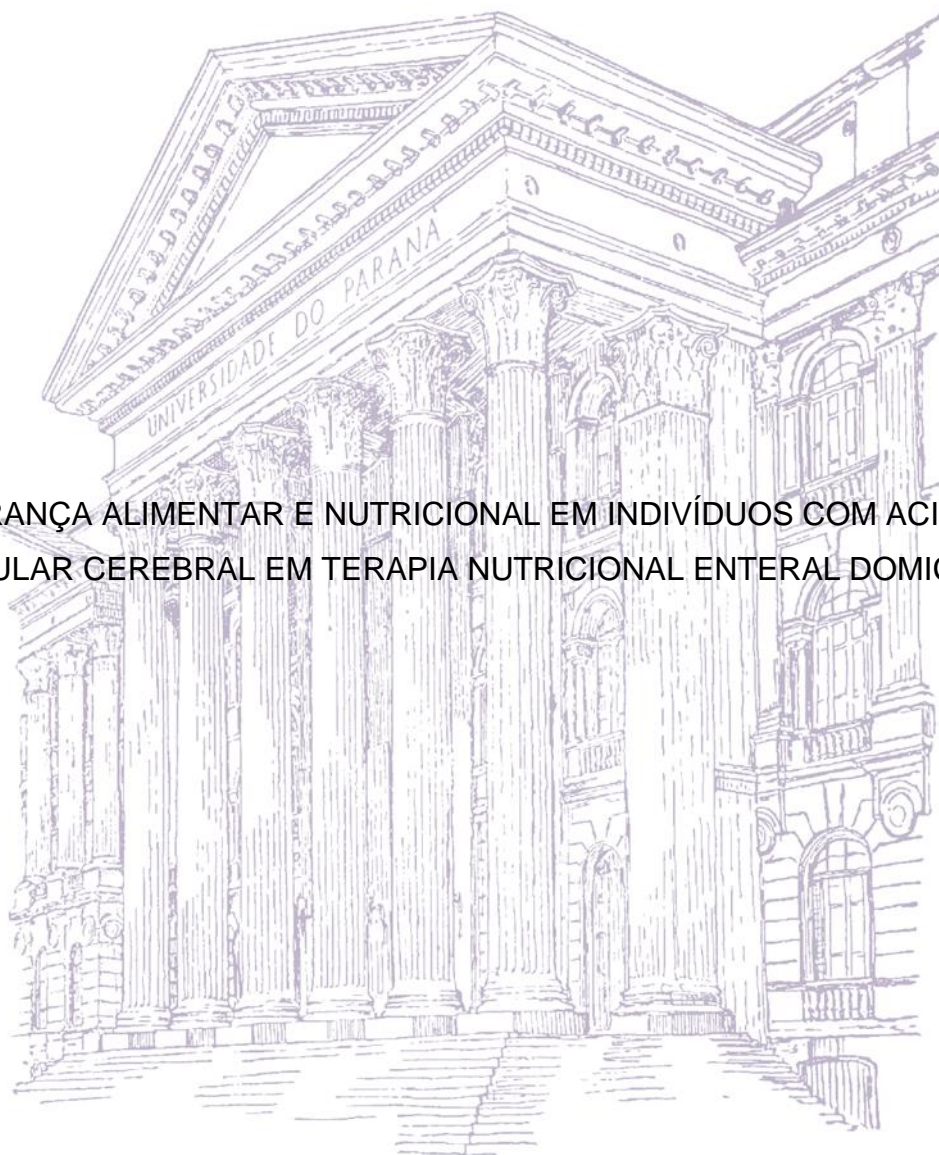 UNIVERSIDADE DO PARANÁ
RANÇA ALIMENTAR E NUTRICIONAL EM INDIVÍDUOS COM ACI
ULAR CEREBRAL EM TERAPIA NUTRICIONAL ENTERAL DOMIC